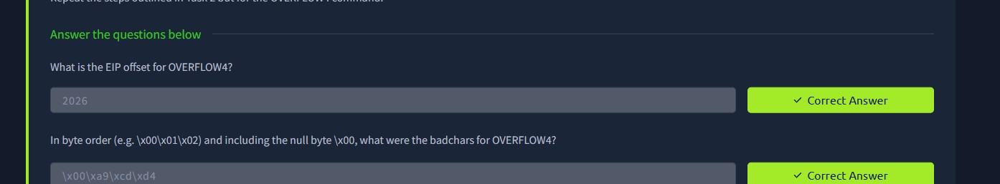 Repeat the steps outlined in Task 2 but for the OVERFLOW4 command.
Answer the questions below
What is the EIP offset for OVERFLOW4?
2026
✓ Correct Answer
In byte order (e.g. \x00\x01\x02) and including the null byte \x00, what were the badchars for OVERFLOW4?
\x00\xa9\xcd\xd4
✓ Correct Answer